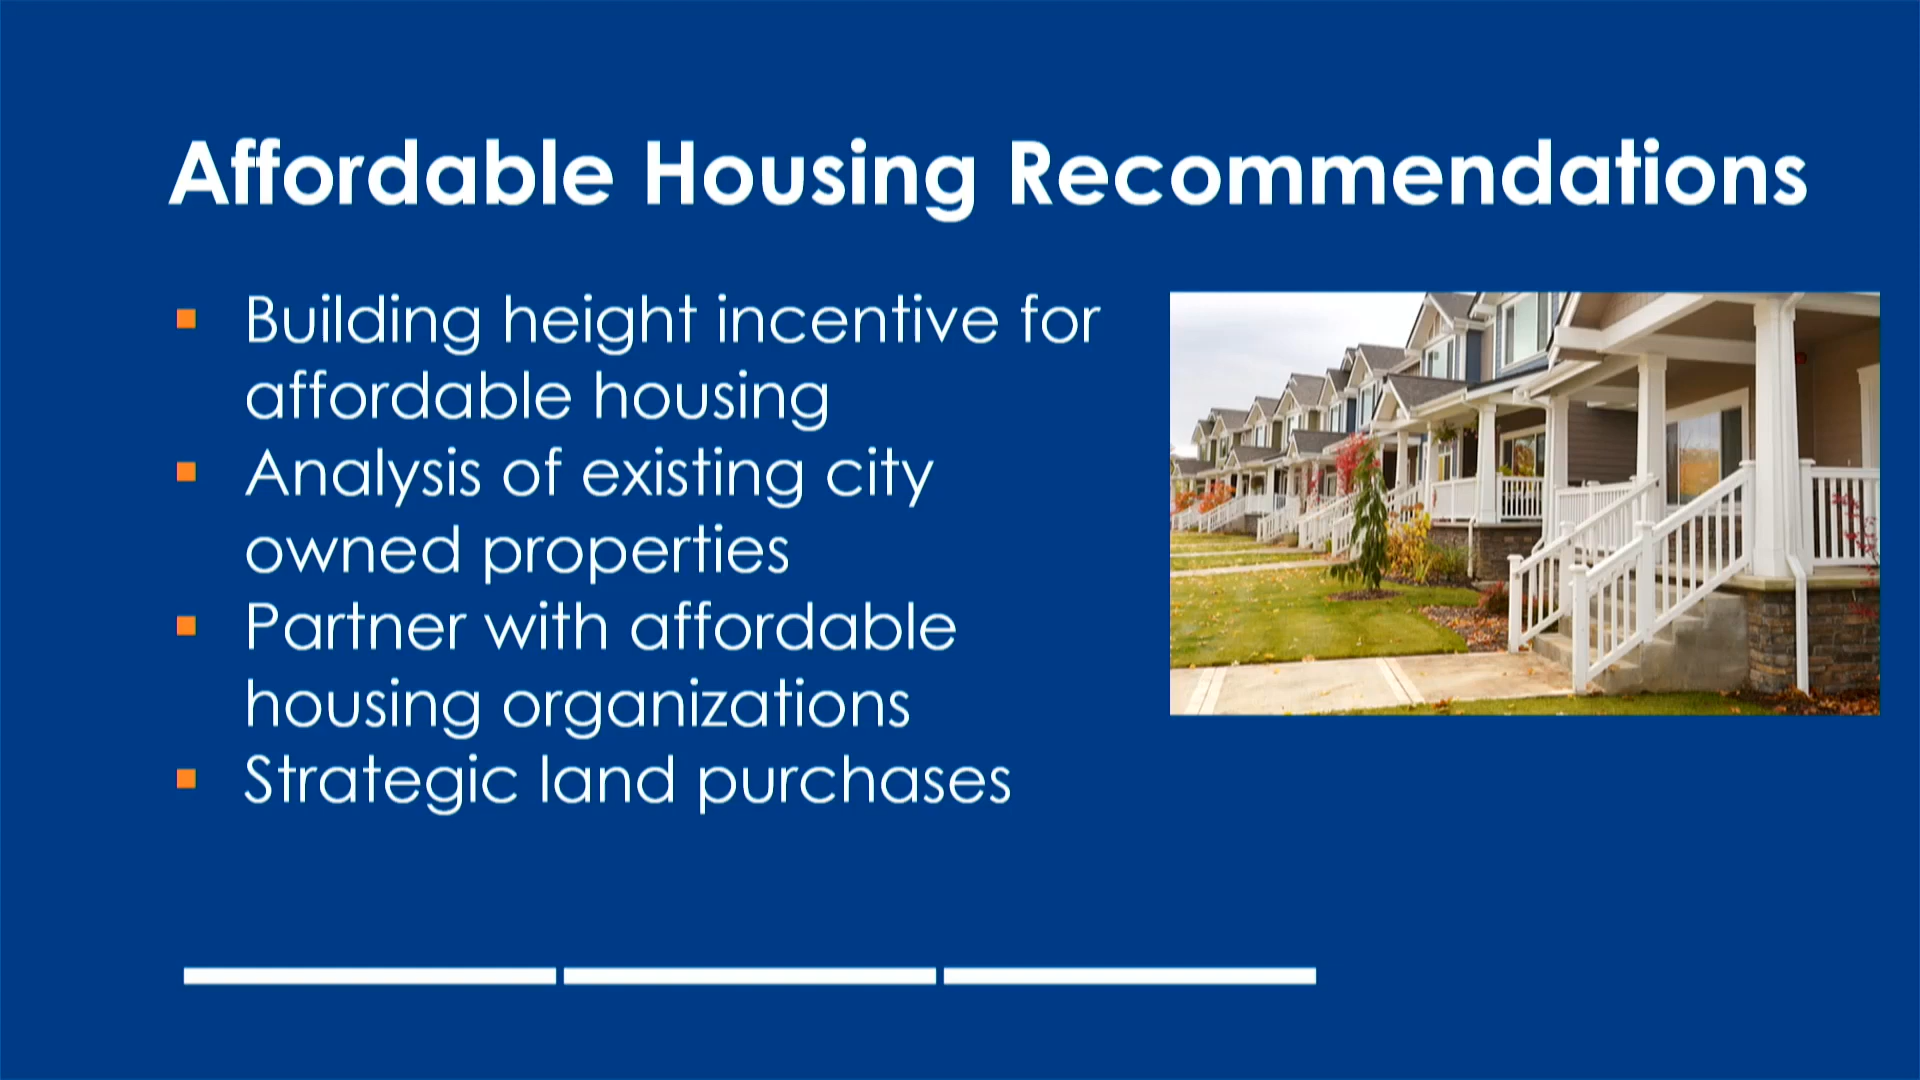 Affordable Housing Recommendations
Building height incentive for
affordable housing
Analysis of existing city
owned properties
Partner with affordable
housing organizations
Strategic land purchases